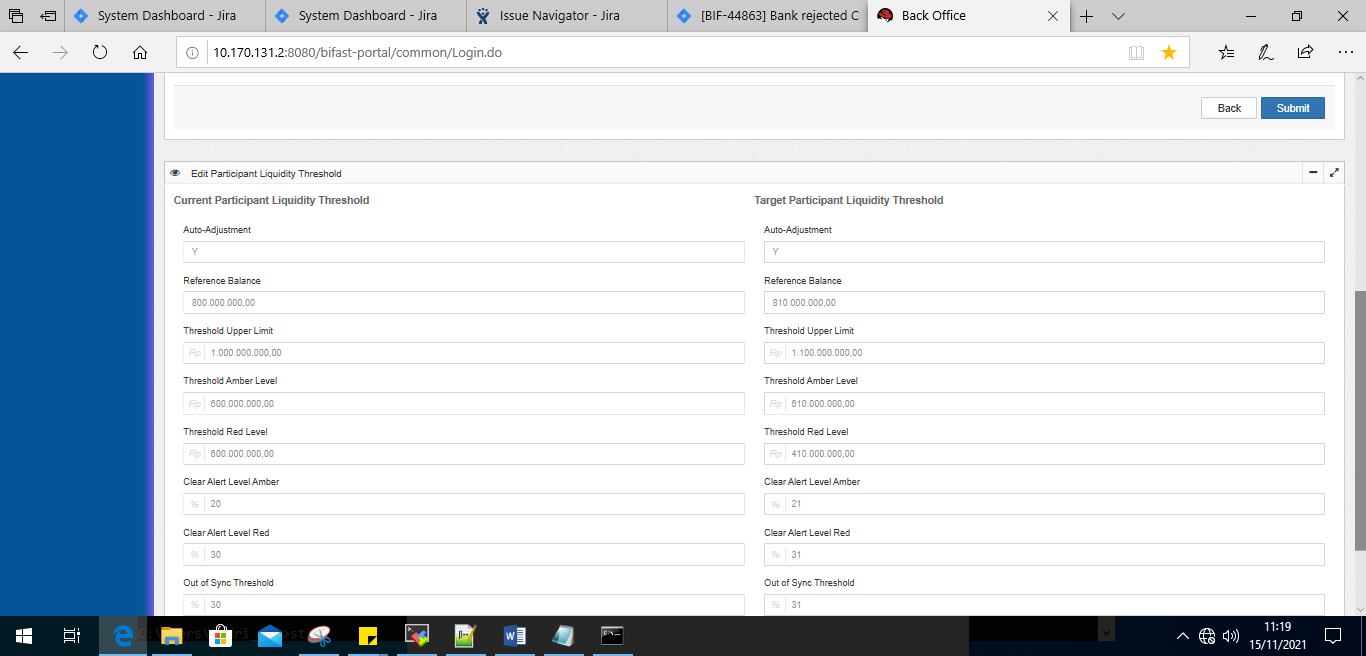 System Dashboard - Jira
System Dashboard - Jira
Issue Navigator - Jira
[BIF-44863] Bank rejected C
Back Office
10.170.131.2:8080/bifast-portal/common/Login.do
Back
Submit
Edit Participant Liquidity Threshold
Current Participant Liquidity Threshold
Target Participant Liquidity Threshold
Auto-Adjustment
Auto-Adjustment
Y
Y
Reference Balance
Reference Balance
800.000.000,00
810.000.000,00
Threshold Upper Limit
Threshold Upper Limit
Rp 1.000.000.000,00
Rp 1.100.000.000,00
Threshold Amber Level
Threshold Amber Level
Rp 600.000.000,00
Rp 610.000.000,00
Threshold Red Level
Threshold Red Level
Rp 600.000.000,00
Rp 410.000.000,00
Clear Alert Level Amber
Clear Alert Level Amber
% 20
% 21
Clear Alert Level Red
Clear Alert Level Red
% 30
% 31
Out of Sync Threshold
Out of Sync Threshold
% 30
% 31
11:19
15/11/2021